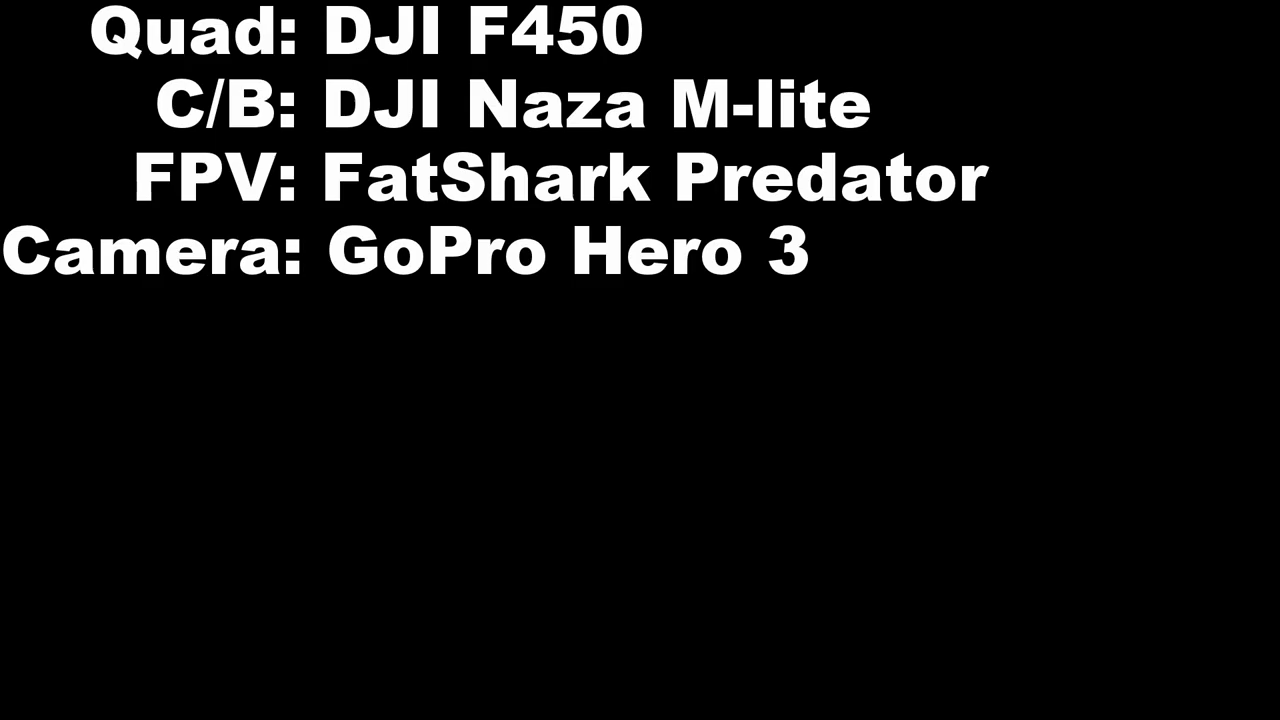 Quad: DJI F450
C/B: DJI Naza M-lite
FPV: FatShark Predator
Camera: GoPro Hero 3